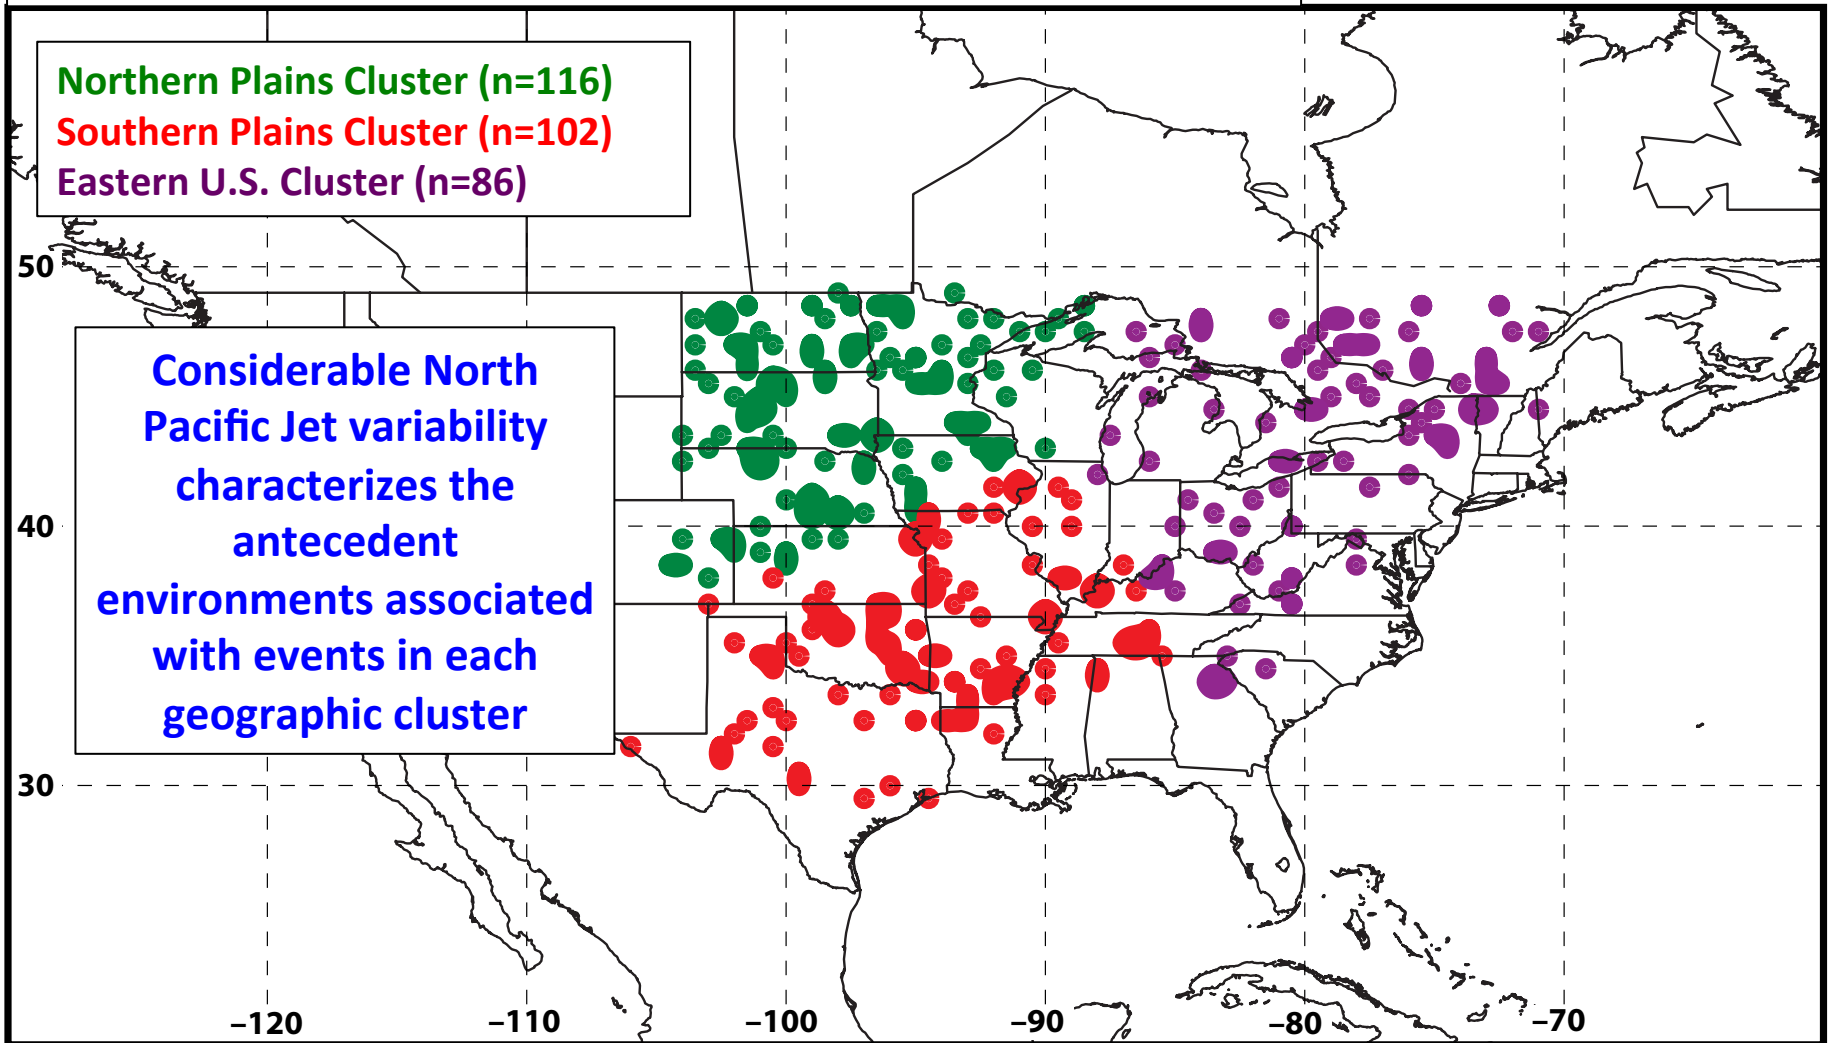 Northern Plains Cluster (n=116)
Southern Plains Cluster (n=102)
Eastern U.S. Cluster (n=86)
50
Considerable North
Pacific Jet variability
characterizes the
antecedent
environments associated
with events in each
geographic cluster
40
30
−120
−110
−100
−90
−80
−70